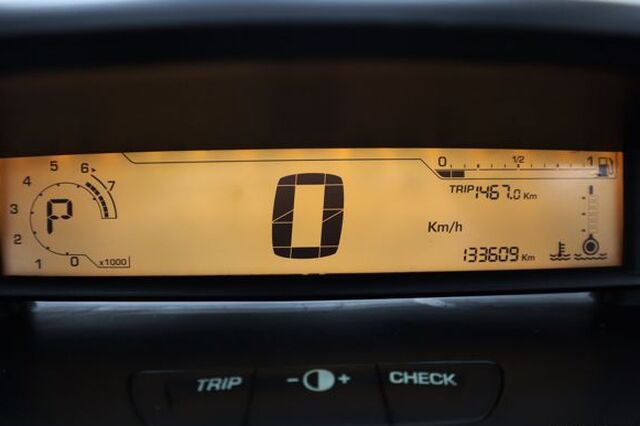 5 6 7
4
3
2
1 0 x1000
P
0
0 1/2 1
TRIP 1467.0 Km
Km/h
133609 Km
TRIP - + CHECK